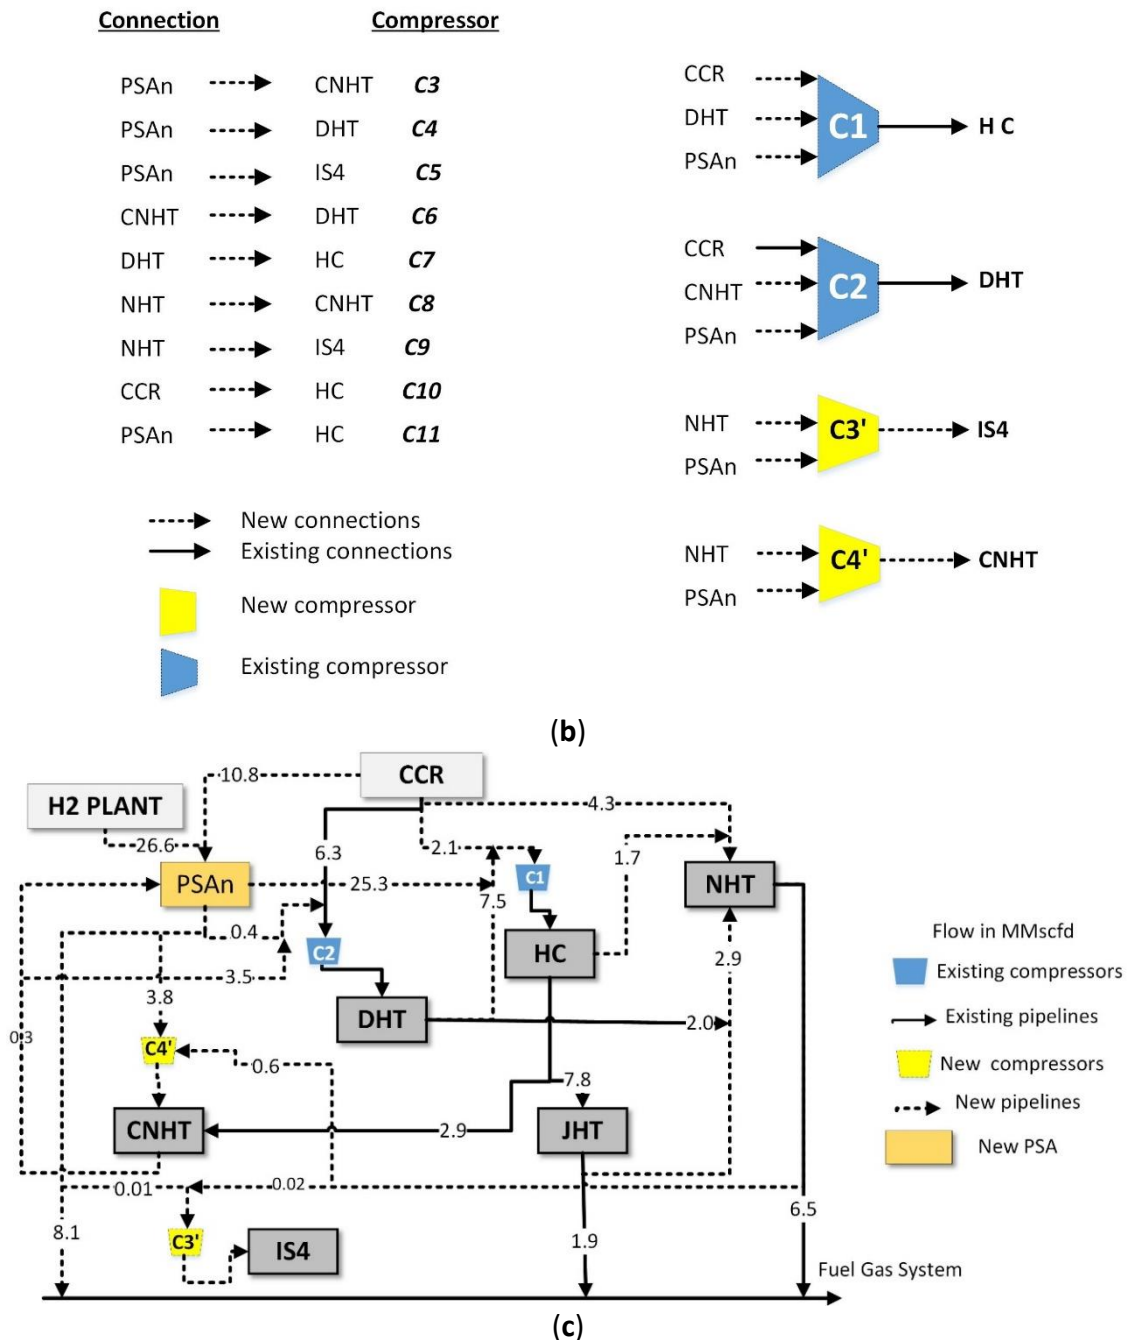 Connection Compressor
PSAn CNHT C3
PSAn DHT C4
PSAn IS4 C5
CNHT DHT C6
DHT HC C7
NHT CNHT C8
NHT IS4 C9
CCR HC C10
PSAn HC C11
New connections
Existing connections
New compressor
Existing compressor
CCR
DHT
PSAn
C1
H C
CCR
CNHT
PSAn
C2
DHT
NHT
PSAn
C3'
IS4
NHT
PSAn
C4'
CNHT
(b)
CCR
10.8
H2 PLANT
4.3
26.6
6.3
2.1
1.7
PSAn
25.3
C1
7.5
NHT
0.4
C2
HC
2.9
3.5
3.8
DHT
2.0
0.3
C4'
0.6
7.8
CNHT
2.9
JHT
0.01
0.02
6.5
8.1
C3'
IS4
1.9
Fuel Gas System
Flow in MMscfd
Existing compressors
Existing pipelines
New compressors
New pipelines
New PSA
(c)